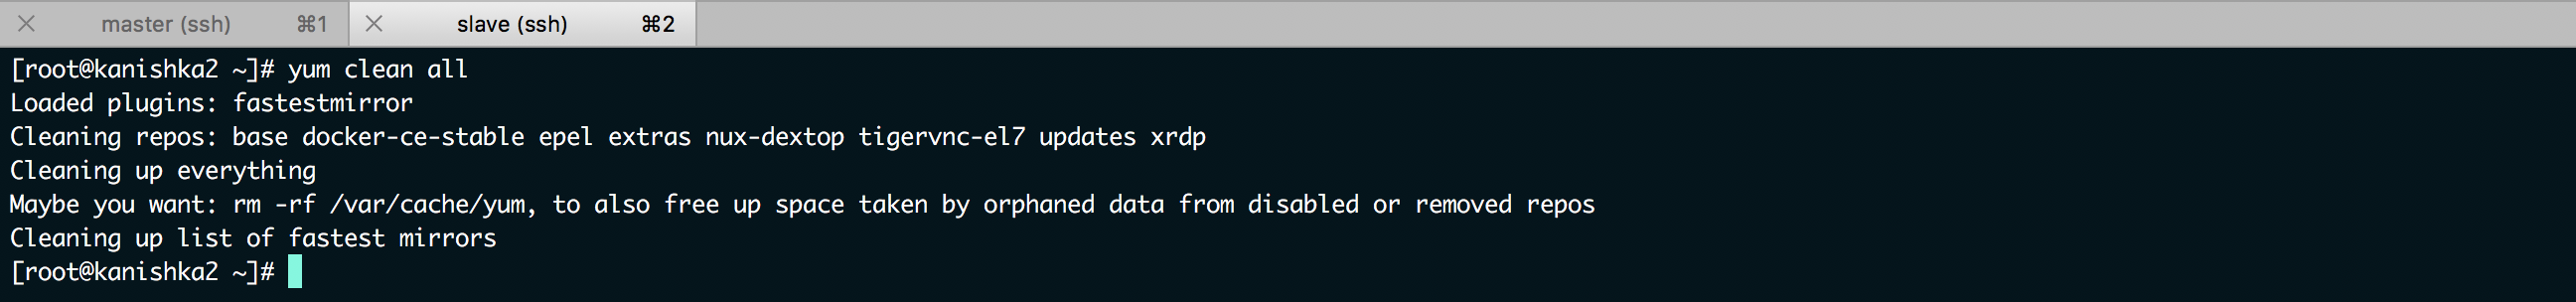 master (ssh) ⌘1 slave (ssh) ⌘2
[root@kanishka2 ~]# yum clean all
Loaded plugins: fastestmirror
Cleaning repos: base docker-ce-stable epel extras nux-dextop tigervnc-el7 updates xrdp
Cleaning up everything
Maybe you want: rm -rf /var/cache/yum, to also free up space taken by orphaned data from disabled or removed repos
Cleaning up list of fastest mirrors
[root@kanishka2 ~]#